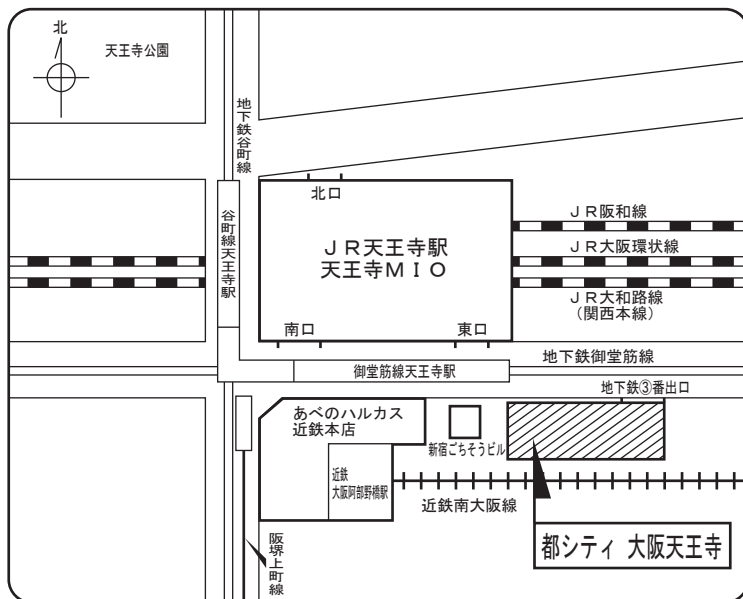 北
天王寺公園
地下鉄谷町線
北口
谷町線天王寺駅
ＪＲ天王寺駅
天王寺ＭＩＯ
ＪＲ阪和線
ＪＲ大阪環状線
ＪＲ大和路線
（関西本線）
南口
東口
地下鉄御堂筋線
御堂筋線天王寺駅
地下鉄③番出口
あべのハルカス
近鉄本店
新宿ごちそうビル
近鉄
大阪阿部野橋駅
近鉄南大阪線
阪堺上町線
都シティ 大阪天王寺